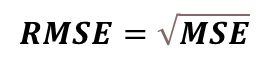 RMSE = √MSE